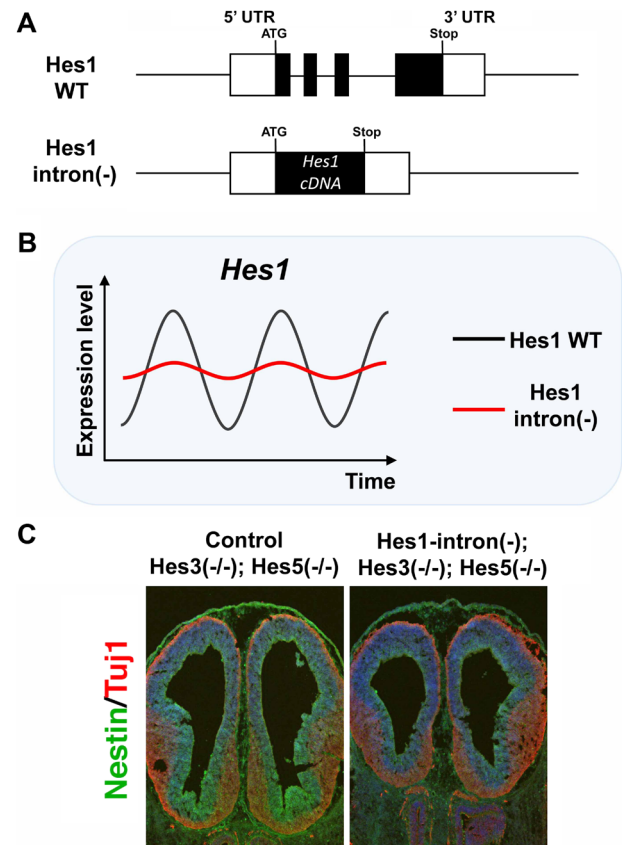 A
5' UTR
3' UTR
ATG
Stop
Hes1
WT
ATG
Stop
Hes1
intron(-)
Hes1
cDNA
B
Hes1
Expression level
Time
Hes1 WT
Hes1
intron(-)
C
Control
Hes3(-/-); Hes5(-/-)
Hes1-intron(-);
Hes3(-/-); Hes5(-/-)
Nestin/Tuj1